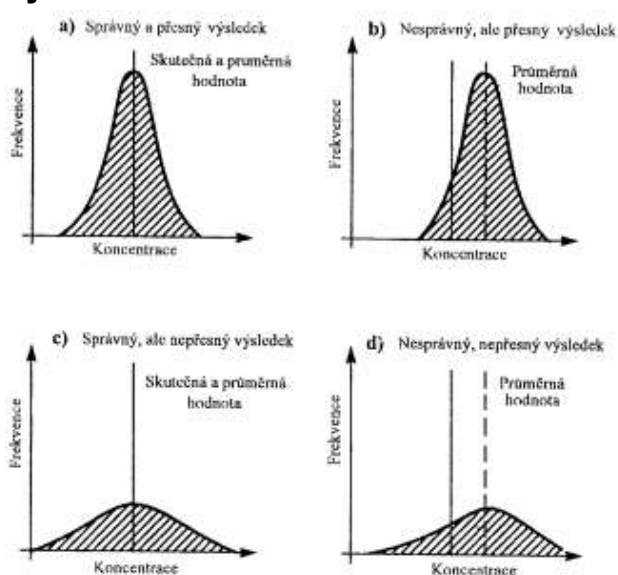 a) Správný a přesný výsledek
Skutečná a průměrná
hodnota
Frekvence
Koncentrace
b) Nesprávný, ale přesný výsledek
Průměrná
hodnota
Frekvence
Koncentrace
c) Správný, ale nepřesný výsledek
Skutečná a průměrná
hodnota
Frekvence
Koncentrace
d) Nesprávný, nepřesný výsledek
Průměrná
hodnota
Frekvence
Koncentrace